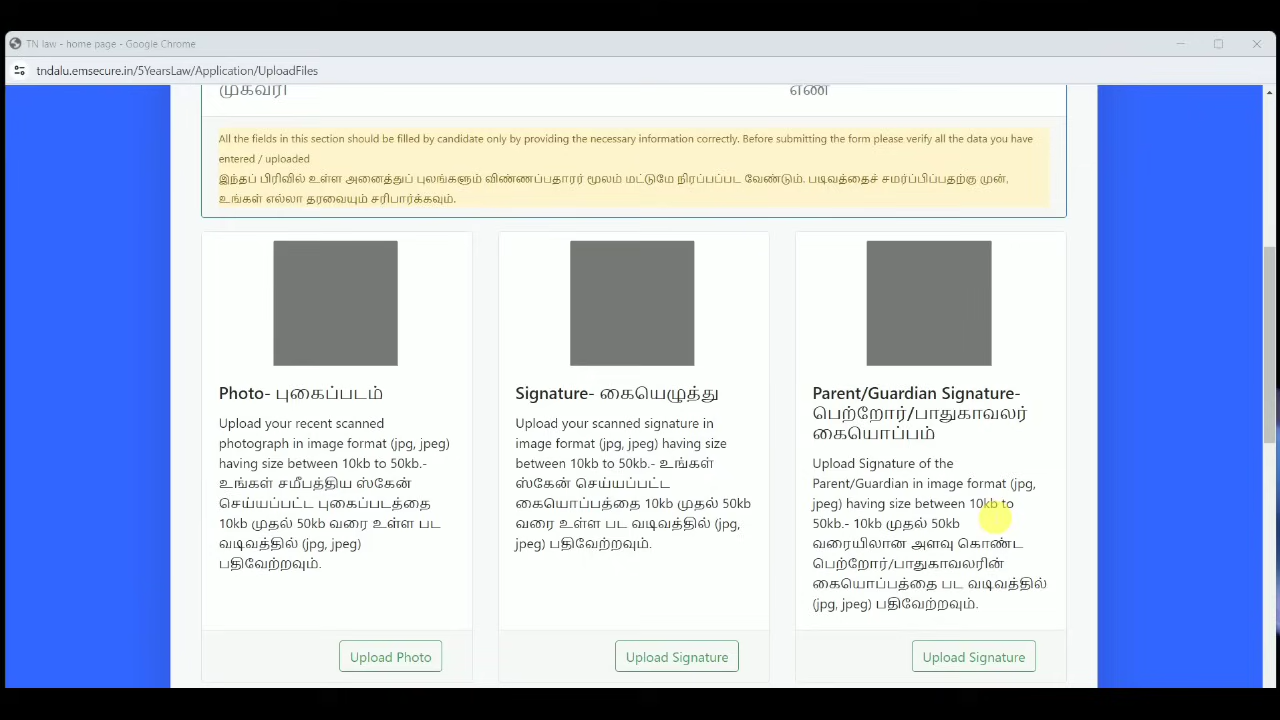 TN law - home page - Google Chrome
tndalu.emsecure.in/5YearsLaw/Application/UploadFiles
முகவரி
எண்
All the fields in this section should be filled by candidate only by providing the necessary information correctly. Before submitting the form please verify all the data you have
entered / uploaded
இந்தப் பிரிவில் உள்ள அனைத்துப் புலங்களும் விண்ணப்பதாரர் மூலம் மட்டுமே நிரப்பப்பட வேண்டும். படிவத்தைச் சமர்ப்பிப்பதற்கு முன்,
உங்கள் எல்லா தரவையும் சரிபார்க்கவும்.
Photo- புகைப்படம்
Upload your recent scanned
photograph in image format (jpg, jpeg)
having size between 10kb to 50kb.-
உங்கள் சமீபத்திய ஸ்கேன்
செய்யப்பட்ட புகைப்படத்தை
10kb முதல் 50kb வரை உள்ள பட
வடிவத்தில் (jpg, jpeg)
பதிவேற்றவும்.
Upload Photo
Signature- கையெழுத்து
Upload your scanned signature in
image format (jpg, jpeg) having size
between 10kb to 50kb.- உங்கள்
ஸ்கேன் செய்யப்பட்ட
கையொப்பத்தை 10kb முதல் 50kb
வரை உள்ள பட வடிவத்தில் (jpg,
jpeg) பதிவேற்றவும்.
Upload Signature
Parent/Guardian Signature-
பெற்றோர்/பாதுகாவலர்
கையொப்பம்
Upload Signature of the
Parent/Guardian in image format (jpg,
jpeg) having size between 10kb to
50kb.- 10kb முதல் 50kb
வரையிலான அளவு கொண்ட
பெற்றோர்/பாதுகாவலரின்
கையொப்பத்தை பட வடிவத்தில்
(jpg, jpeg) பதிவேற்றவும்.
Upload Signature